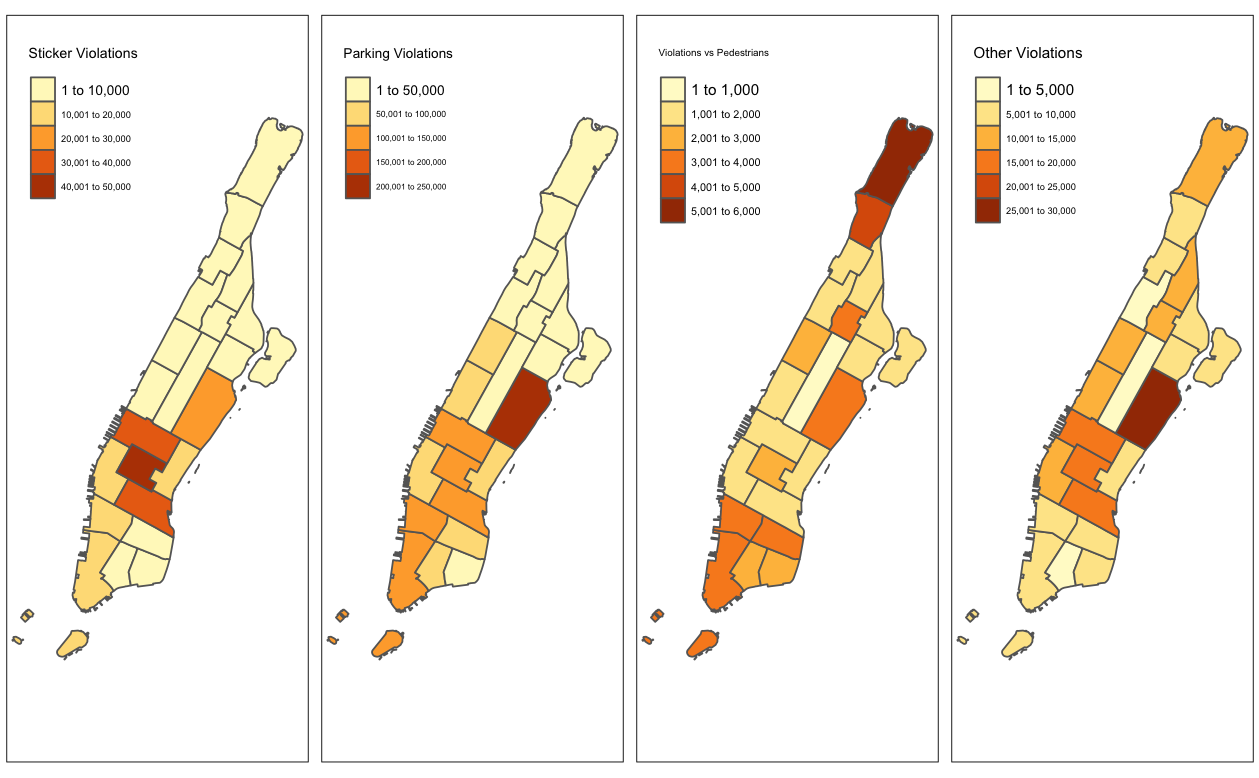 Sticker Violations
1 to 10,000
10,001 to 20,000
20,001 to 30,000
30,001 to 40,000
40,001 to 50,000
Parking Violations
1 to 50,000
50,001 to 100,000
100,001 to 150,000
150,001 to 200,000
200,001 to 250,000
Violations vs Pedestrians
1 to 1,000
1,001 to 2,000
2,001 to 3,000
3,001 to 4,000
4,001 to 5,000
5,001 to 6,000
Other Violations
1 to 5,000
5,001 to 10,000
10,001 to 15,000
15,001 to 20,000
20,001 to 25,000
25,001 to 30,000